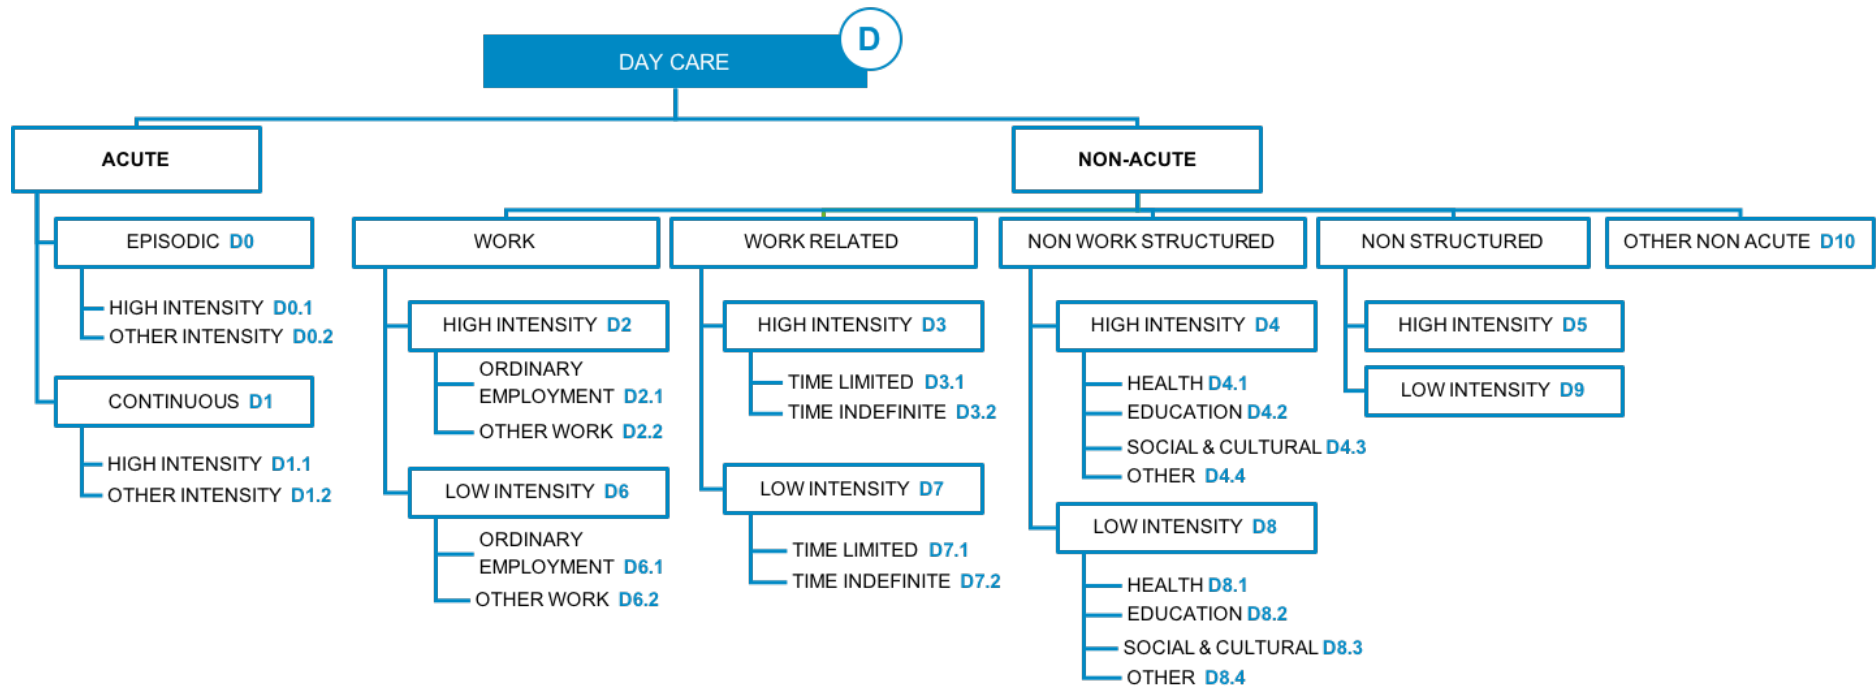 D
DAY CARE
ACUTE
NON-ACUTE
EPISODIC D0
HIGH INTENSITY D0.1
OTHER INTENSITY D0.2
CONTINUOUS D1
HIGH INTENSITY D1.1
OTHER INTENSITY D1.2
WORK
HIGH INTENSITY D2
ORDINARY
EMPLOYMENT D2.1
OTHER WORK D2.2
LOW INTENSITY D6
ORDINARY
EMPLOYMENT D6.1
OTHER WORK D6.2
WORK RELATED
HIGH INTENSITY D3
TIME LIMITED D3.1
TIME INDEFINITE D3.2
LOW INTENSITY D7
TIME LIMITED D7.1
TIME INDEFINITE D7.2
NON WORK STRUCTURED
HIGH INTENSITY D4
HEALTH D4.1
EDUCATION D4.2
SOCIAL & CULTURAL D4.3
OTHER D4.4
LOW INTENSITY D8
HEALTH D8.1
EDUCATION D8.2
SOCIAL & CULTURAL D8.3
OTHER D8.4
NON STRUCTURED
HIGH INTENSITY D5
LOW INTENSITY D9
OTHER NON ACUTE D10